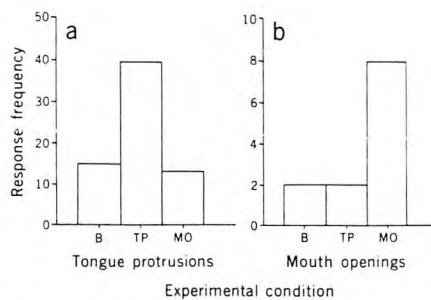 a
b
Response frequency
50
40
30
20
10
0
B TP MO
Tongue protrusions
10
8
6
4
2
0
B TP MO
Mouth openings
Experimental condition